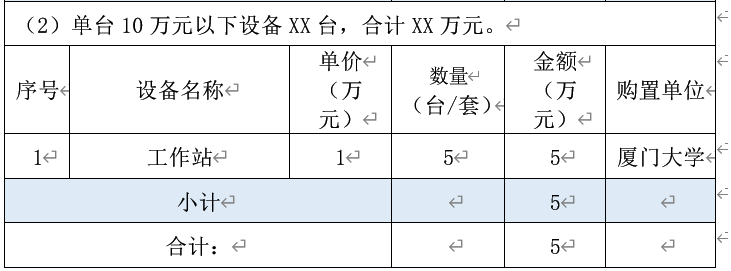 （2）单台 10 万元以下设备 XX 台，合计 XX 万元。
序号 设备名称 单价（万元） 数量（台/套） 金额（万元） 购置单位
1 工作站 1 5 5 厦门大学
小计 5
合计： 5